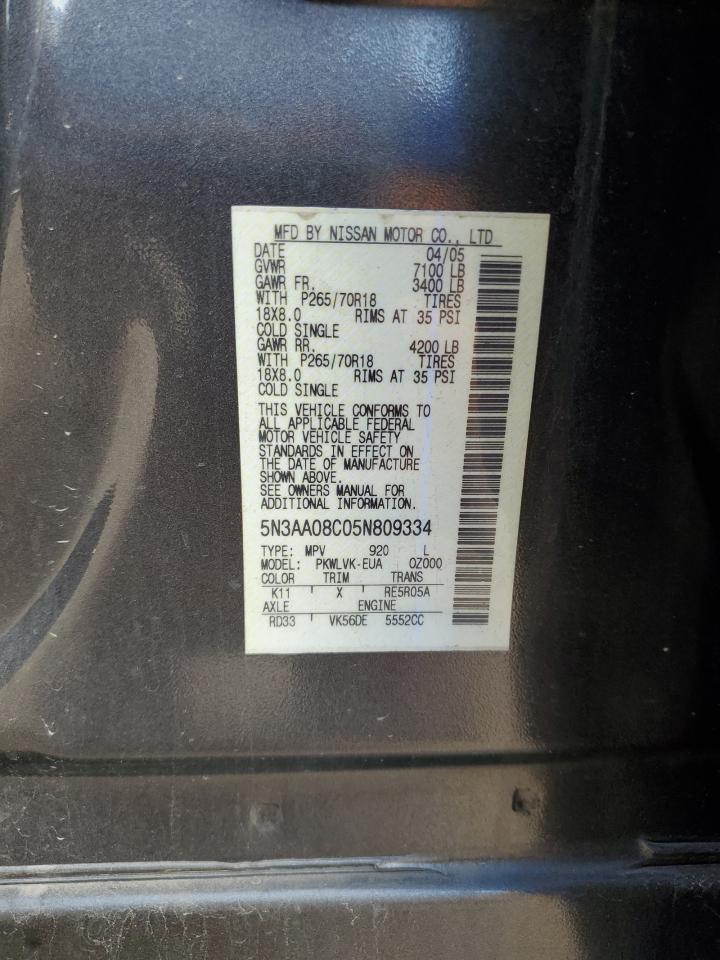 MFD BY NISSAN MOTOR CO., LTD
DATE 04/05
GVWR 7100 LB
GAWR FR. 3400 LB
WITH P265/70R18 TIRES
18X8.0 RIMS AT 35 PSI
COLD SINGLE
GAWR RR. 4200 LB
WITH P265/70R18 TIRES
18X8.0 RIMS AT 35 PSI
COLD SINGLE
THIS VEHICLE CONFORMS TO
ALL APPLICABLE FEDERAL
MOTOR VEHICLE SAFETY
STANDARDS IN EFFECT ON
THE DATE OF MANUFACTURE
SHOWN ABOVE.
SEE OWNERS MANUAL FOR
ADDITIONAL INFORMATION.
5N3AA08C05N809334
TYPE: MPV 920 L
MODEL: PKWLVK-EUA 0Z000
COLOR TRIM TRANS
K11 X RE5R05A
AXLE ENGINE
RD33 VK56DE 5552CC